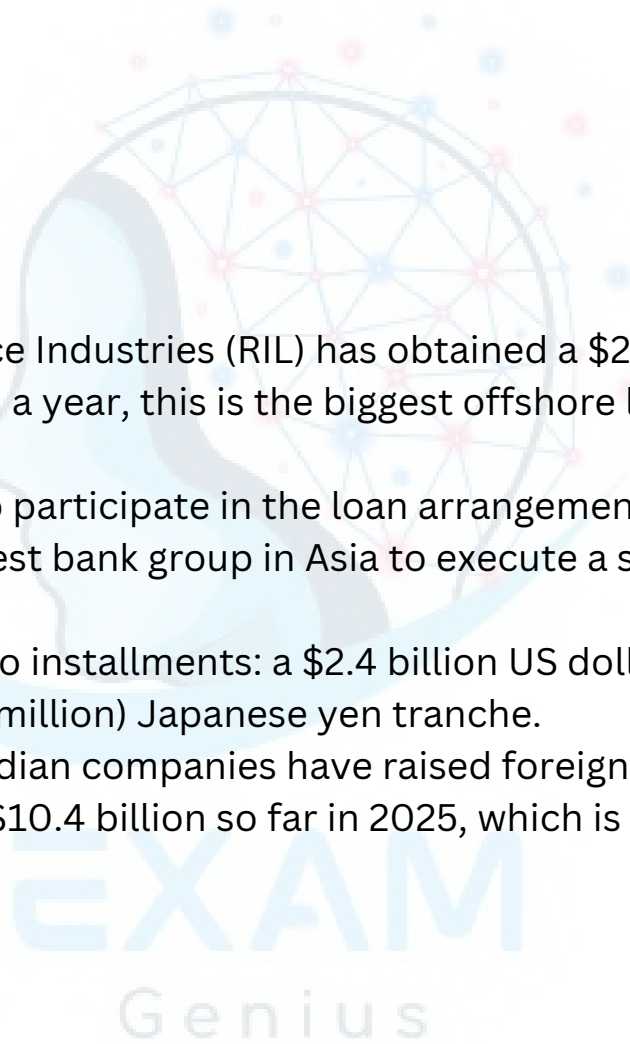 ce Industries (RIL) has obtained a $2
a year, this is the biggest offshore l
participate in the loan arrangemen
est bank group in Asia to execute a s
o installments: a $2.4 billion US doll
million) Japanese yen tranche.
dian companies have raised foreign
$10.4 billion so far in 2025, which is
EXAM
Genius